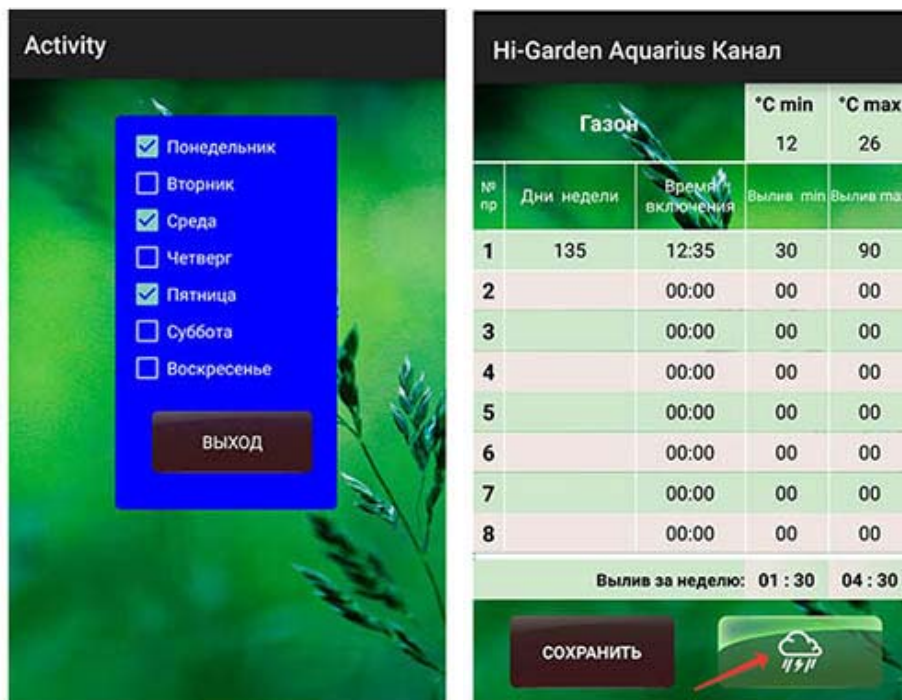 Activity
Понедельник
Вторник
Среда
Четверг
Пятница
Суббота
Воскресенье
ВЫХОД
Hi-Garden Aquarius Канал
Газон
°C min °C max
12 26
№ пр Дни недели Время включения Вылив min Вылив max
1 135 12:35 30 90
2 00:00 00 00
3 00:00 00 00
4 00:00 00 00
5 00:00 00 00
6 00:00 00 00
7 00:00 00 00
8 00:00 00 00
Вылив за неделю: 01 : 30 04 : 30
СОХРАНИТЬ